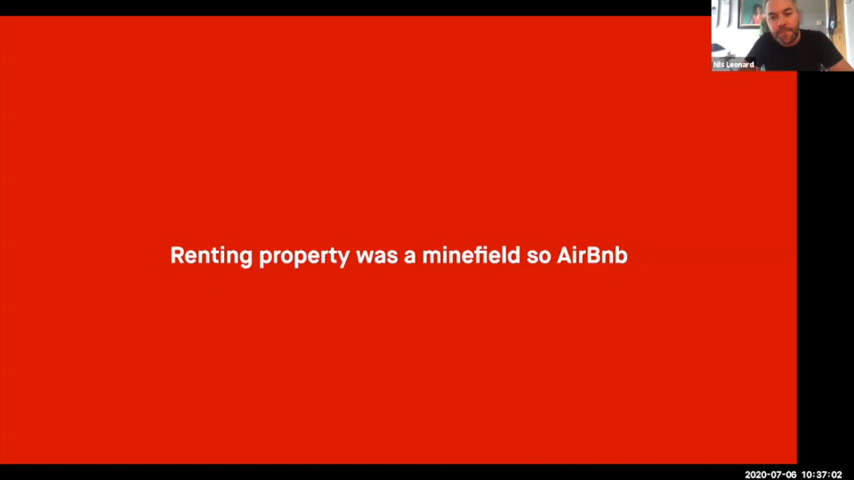 Nils Leonard
Renting property was a minefield so AirBnb
2020-07-06 10:37:02